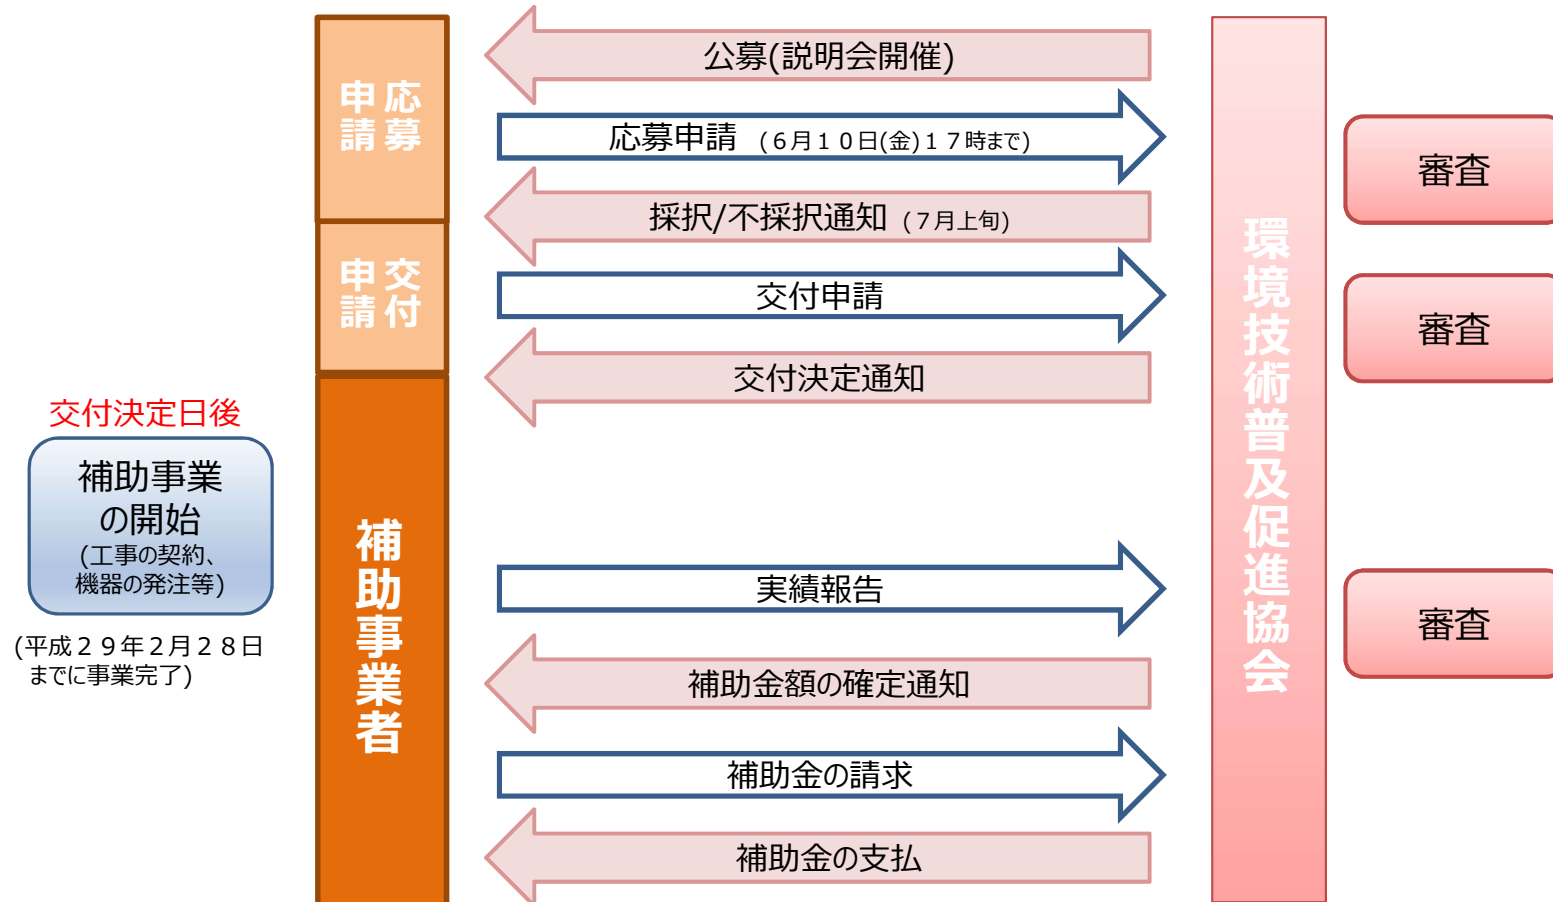 公募(説明会開催)
応募申請 (６月１０日(金)１７時まで)
採択/不採択通知 (７月上旬)
交付申請
交付決定通知
実績報告
補助金額の確定通知
補助金の請求
補助金の支払
応募
申請
交付
申請
補助事業者
交付決定日後
補助事業
の開始
(工事の契約、
機器の発注等)
(平成２９年２月２８日
までに事業完了)
環境技術普及促進協会
審査
審査
審査